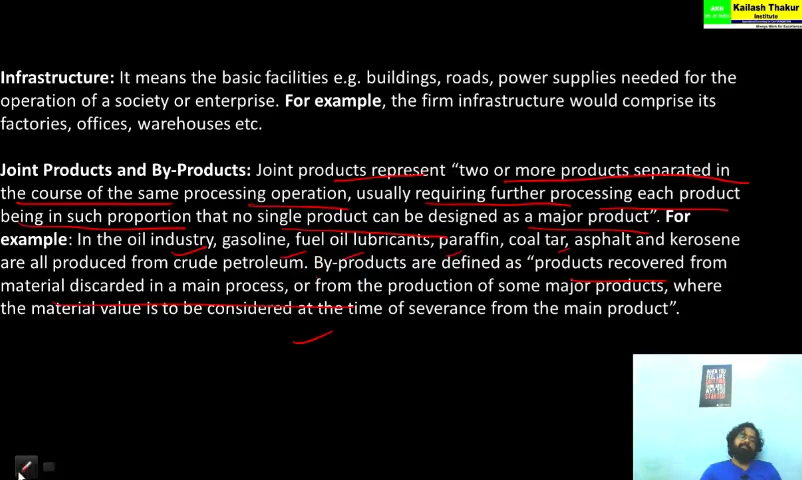 Kailash Thakur
Institute
Infrastructure: It means the basic facilities e.g. buildings, roads, power supplies needed for the
operation of a society or enterprise. For example, the firm infrastructure would comprise its
factories, offices, warehouses etc.
Joint Products and By-Products: Joint products represent “two or more products separated in
the course of the same processing operation, usually requiring further processing each product
being in such proportion that no single product can be designed as a major product”. For
example: In the oil industry, gasoline, fuel oil lubricants, paraffin, coal tar, asphalt and kerosene
are all produced from crude petroleum. By-products are defined as “products recovered from
material discarded in a main process, or from the production of some major products, where
the material value is to be considered at the time of severance from the main product”.